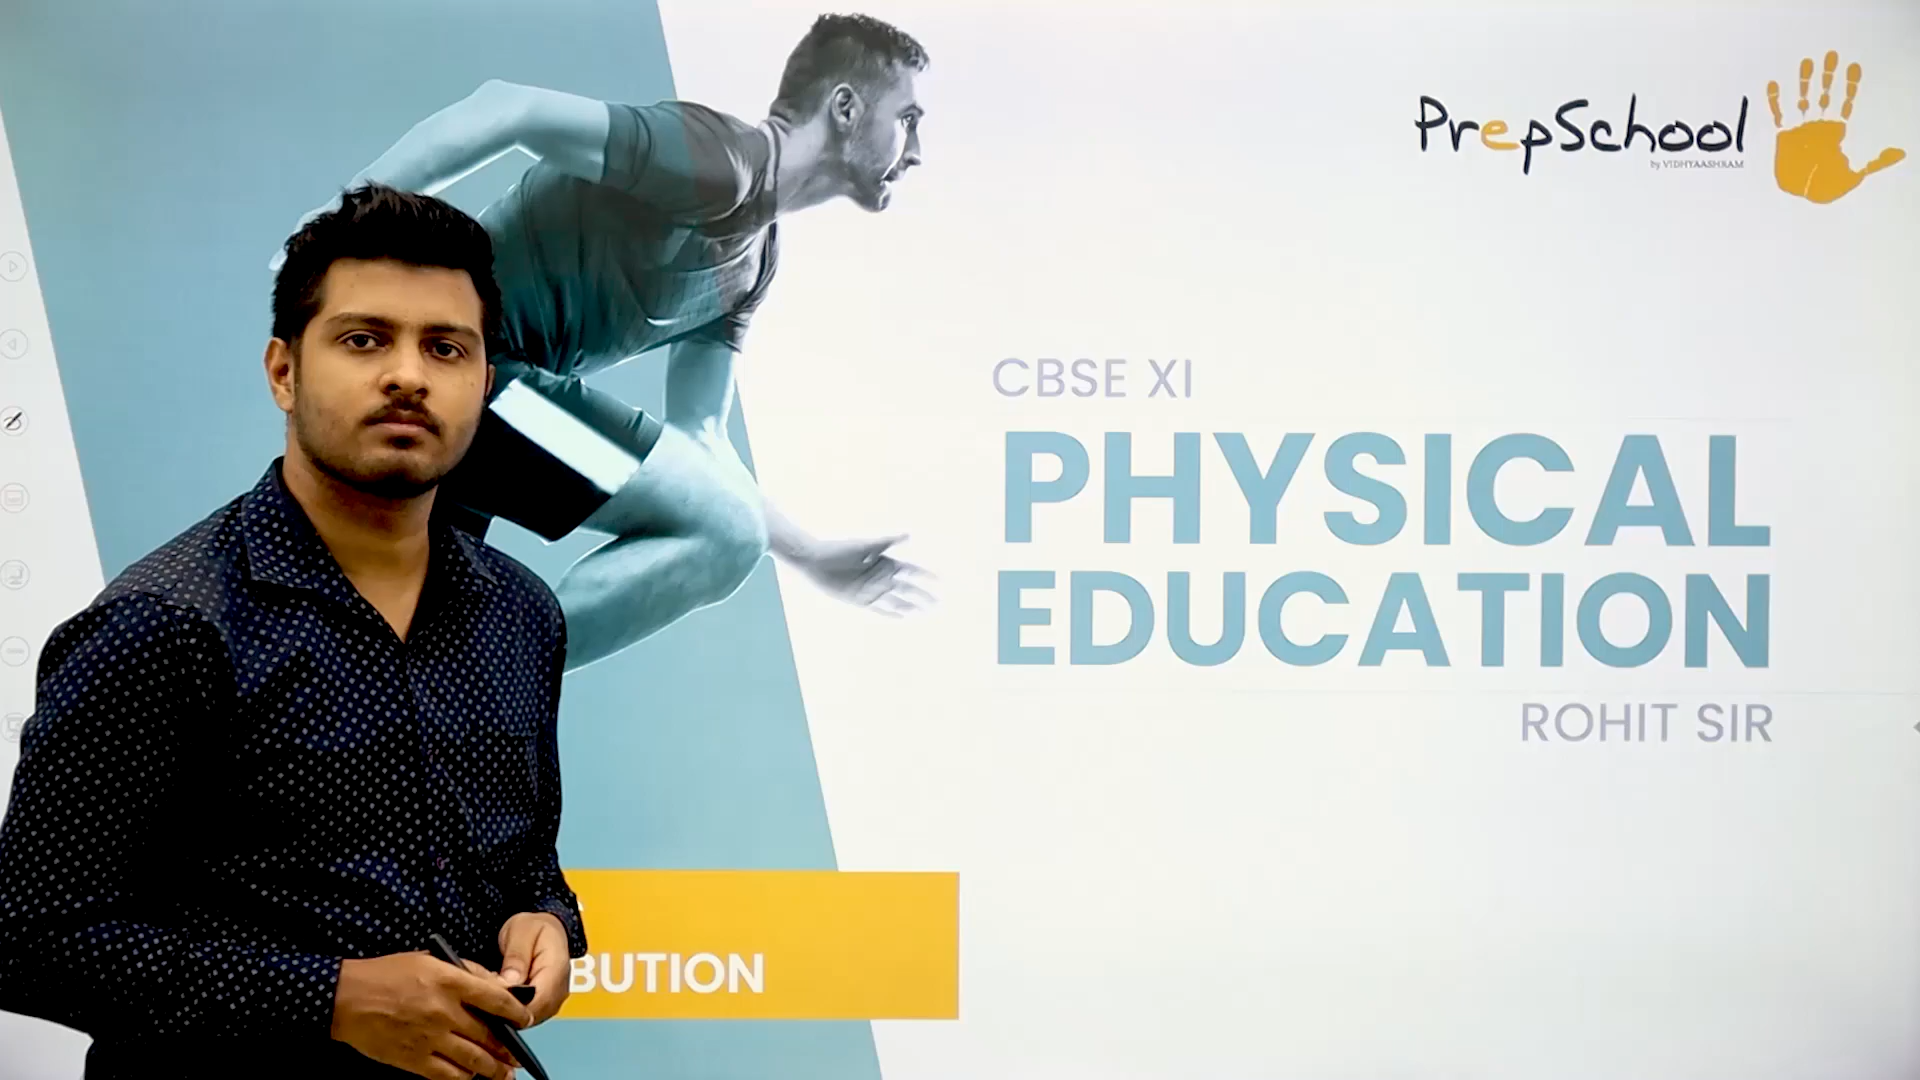 PrepSchool
by VIDHYAASHRAM
CBSE XI
PHYSICAL
EDUCATION
ROHIT SIR
BUTION